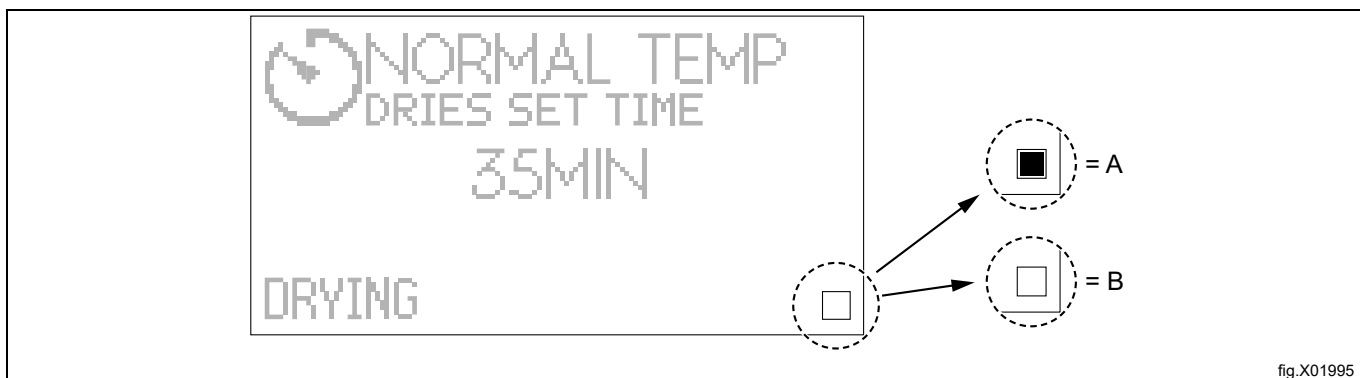 NORMAL TEMP
DRIES SET TIME
35MIN
DRYING
= A
= B
fig.X01995